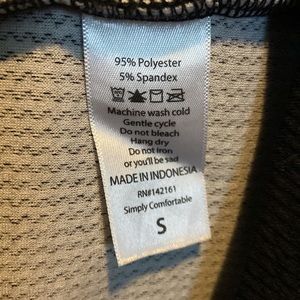 95% Polyester
5% Spandex
Machine wash cold
Gentle cycle
Do not bleach
Hang dry
Do not iron
or you'll be sad
MADE IN INDONESIA
RN#142161
Simply Comfortable
S